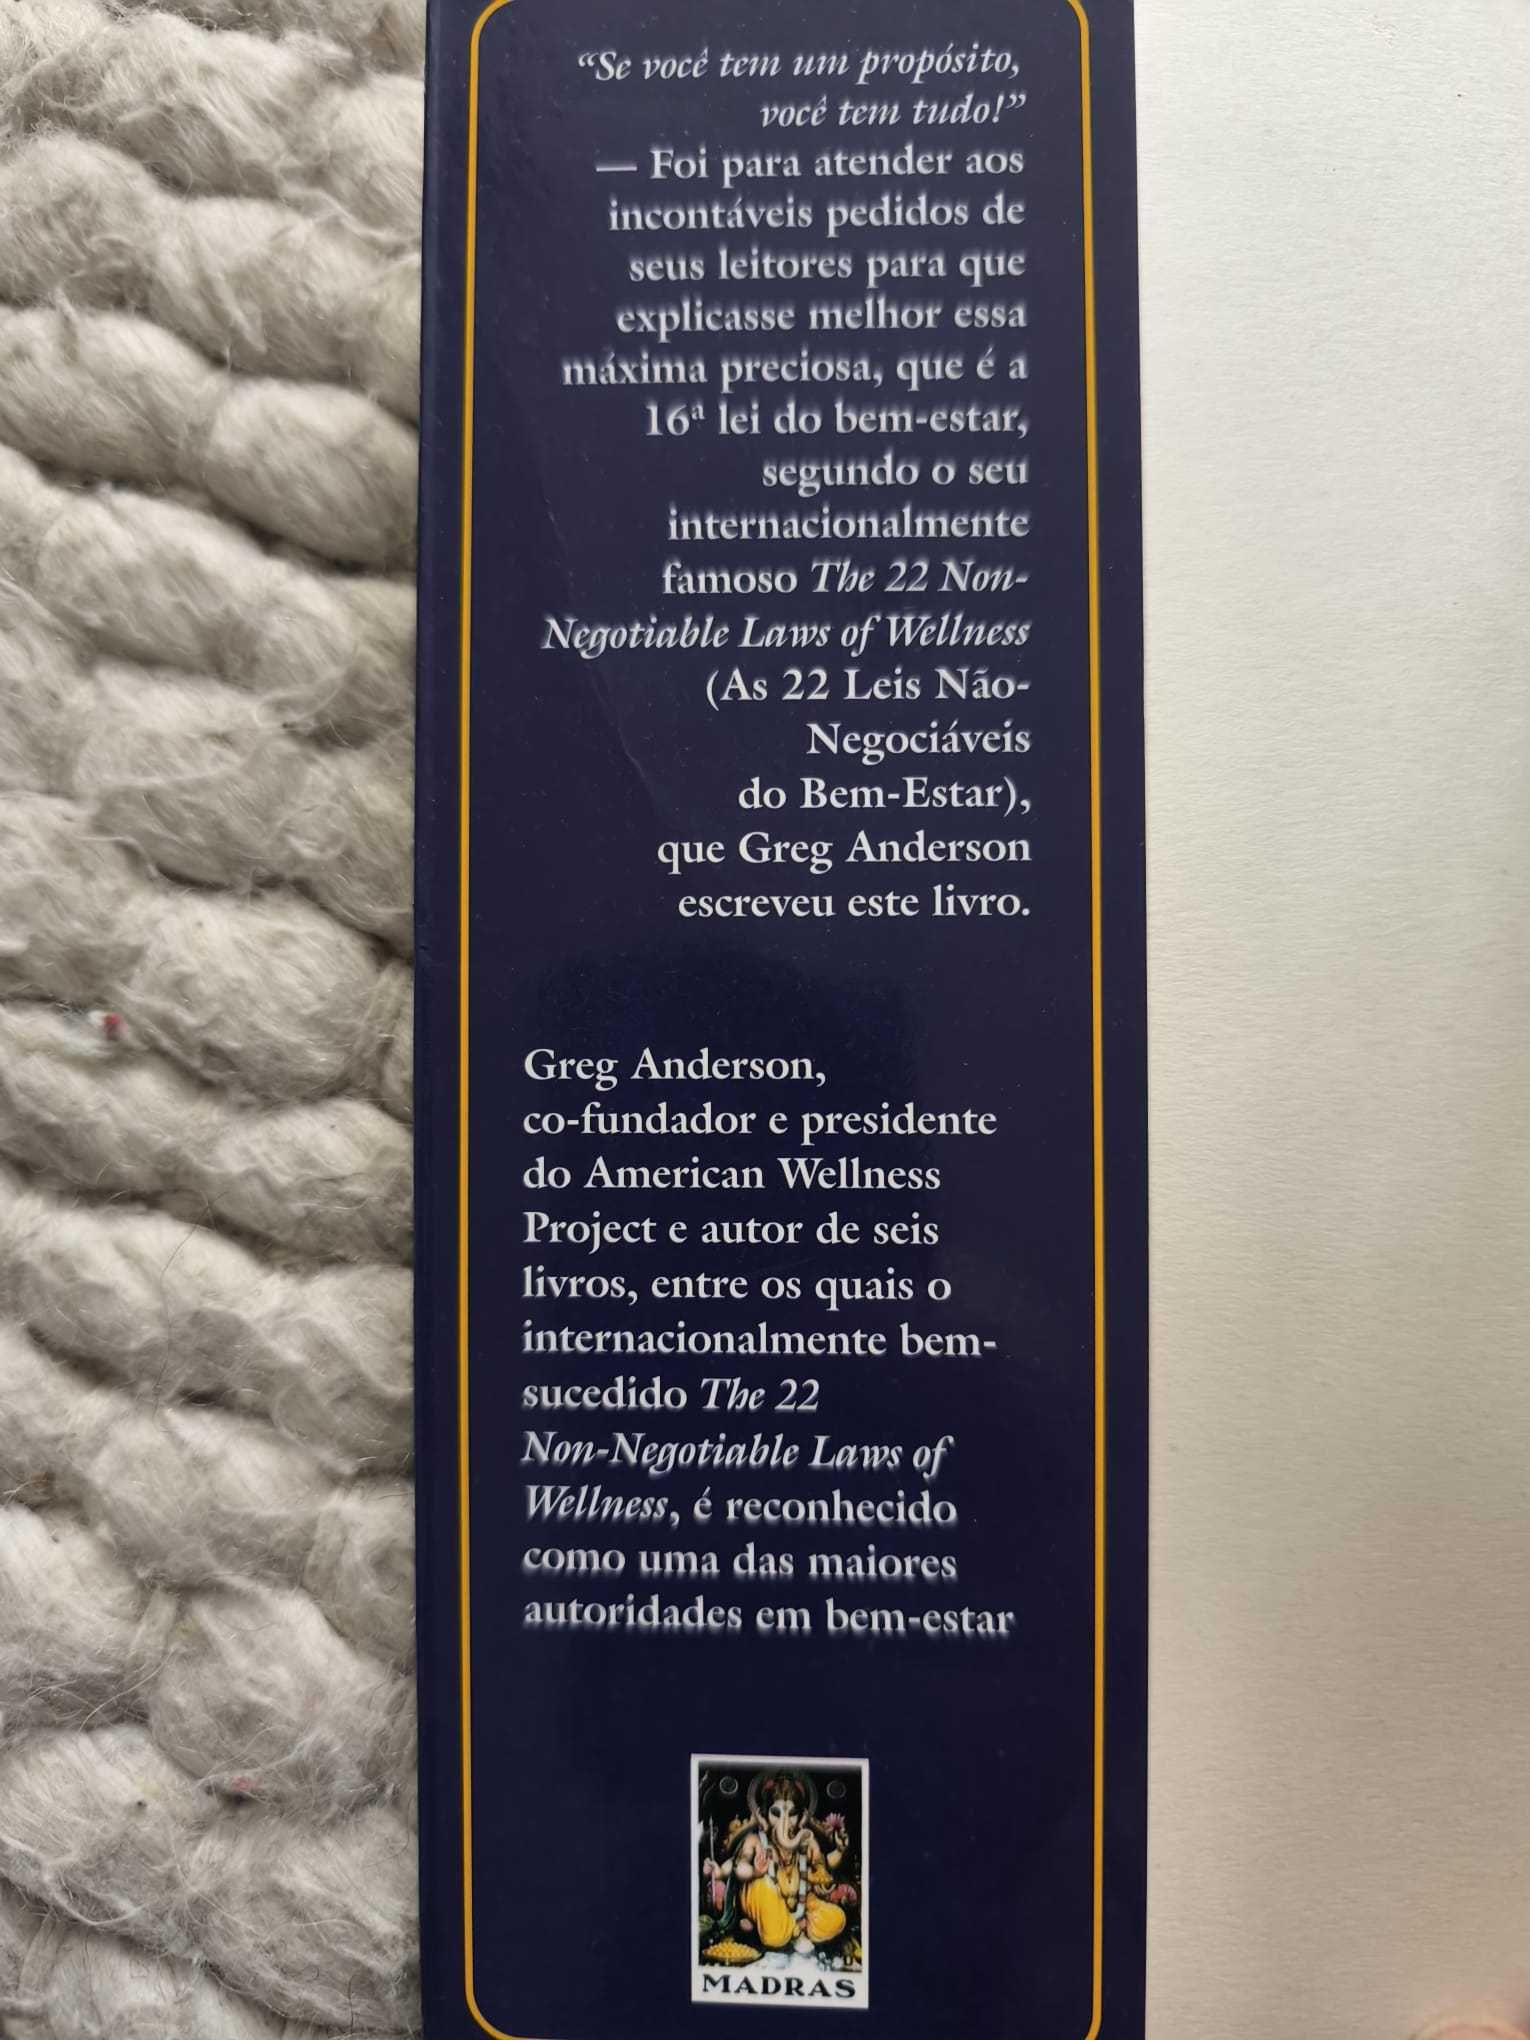 “Se você tem um propósito,
você tem tudo!”
— Foi para atender aos
incontáveis pedidos de
seus leitores para que
explicasse melhor essa
máxima preciosa, que é a
16ª lei do bem-estar,
segundo o seu
internacionalmente
famoso The 22 Non-
Negotiable Laws of Wellness
(As 22 Leis Não-
Negociáveis
do Bem-Estar),
que Greg Anderson
escreveu este livro.
Greg Anderson,
co-fundador e presidente
do American Wellness
Project e autor de seis
livros, entre os quais o
internacionalmente bem-
sucedido The 22
Non-Negotiable Laws of
Wellness, é reconhecido
como uma das maiores
autoridades em bem-estar
MADRAS